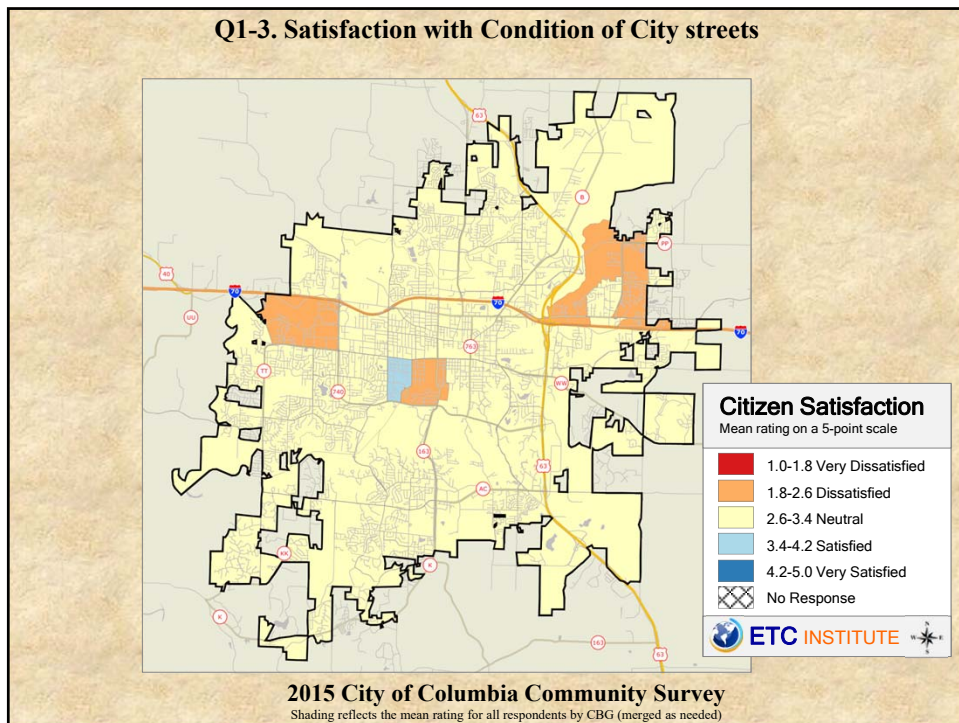 Q1-3. Satisfaction with Condition of City streets
63
B
PP
40
70
70
70
UU
763
TT
740
WW
163
63
AC
KK
K
K
163
63
Citizen Satisfaction
Mean rating on a 5-point scale
1.0-1.8 Very Dissatisfied
1.8-2.6 Dissatisfied
2.6-3.4 Neutral
3.4-4.2 Satisfied
4.2-5.0 Very Satisfied
No Response
ETC INSTITUTE
N
W E
S
2015 City of Columbia Community Survey
Shading reflects the mean rating for all respondents by CBG (merged as needed)